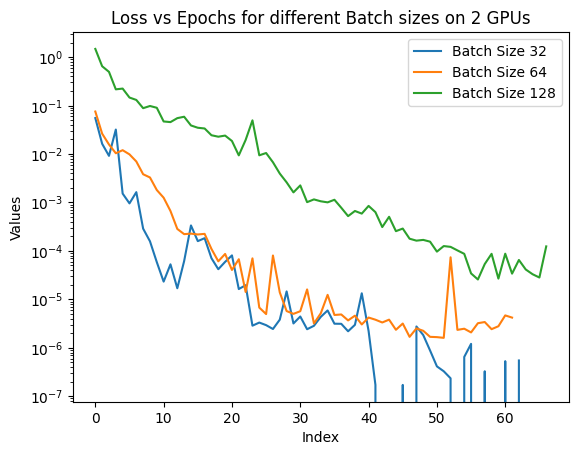 Loss vs Epochs for different Batch sizes on 2 GPUs
Batch Size 32
Batch Size 64
Batch Size 128
Values
10⁰
10⁻¹
10⁻²
10⁻³
10⁻⁴
10⁻⁵
10⁻⁶
10⁻⁷
0 10 20 30 40 50 60
Index